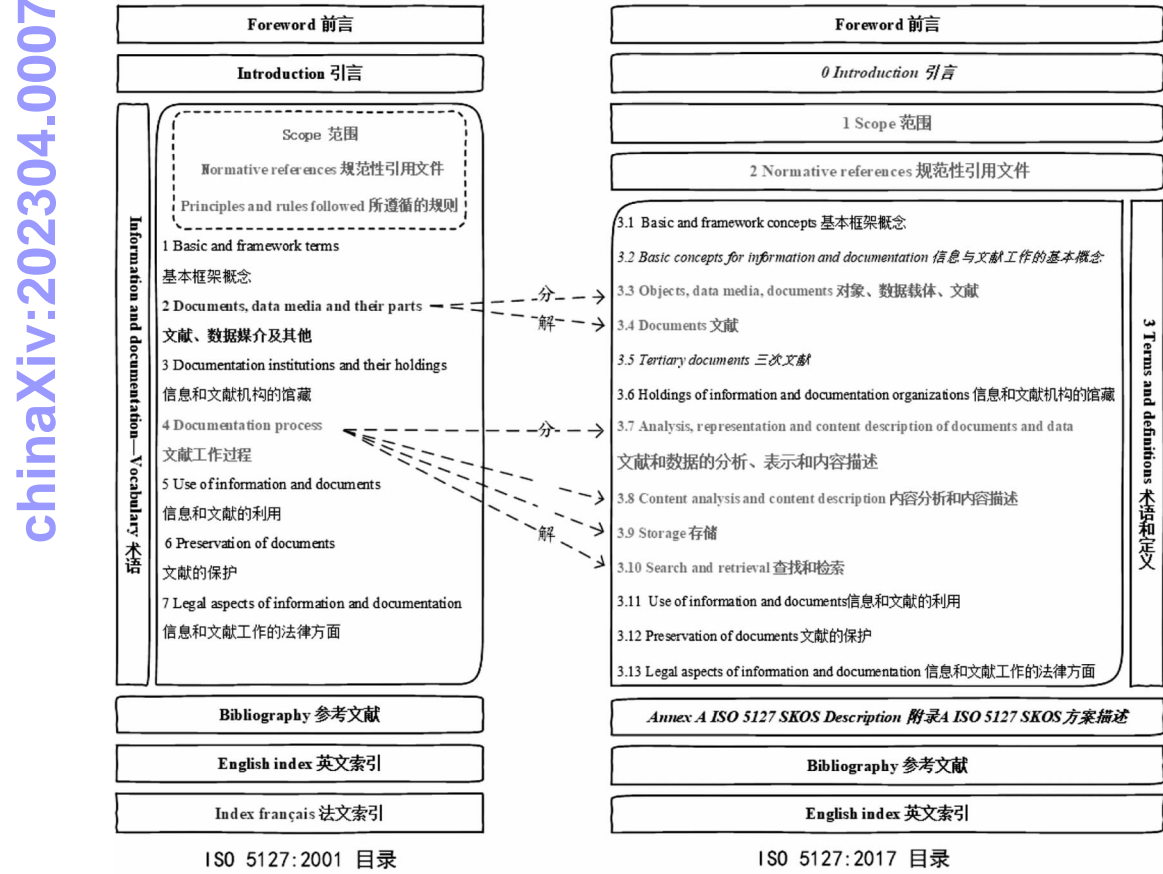 chinaXiv:202304.0007
Foreword 前言
Introduction 引言
Information and documentation—Vocabulary 术语
Scope 范围
Normative references 规范性引用文件
Principles and rules followed 所遵循的规则
1 Basic and framework terms
基本框架概念
2 Documents, data media and their parts
文献、数据媒介及其他
3 Documentation institutions and their holdings
信息和文献机构的馆藏
4 Documentation process
文献工作过程
5 Use of information and documents
信息和文献的利用
6 Preservation of documents
文献的保护
7 Legal aspects of information and documentation
信息和文献工作的法律方面
Bibliography 参考文献
English index 英文索引
Index français 法文索引
ISO 5127:2001 目录
分
解
分
解
Foreword 前言
0 Introduction 引言
1 Scope 范围
2 Normative references 规范性引用文件
3.1 Basic and framework concepts 基本框架概念
3.2 Basic concepts for information and documentation 信息与文献工作的基本概念
3.3 Objects, data media, documents 对象、数据载体、文献
3.4 Documents 文献
3.5 Tertiary documents 三次文献
3.6 Holdings of information and documentation organizations 信息和文献机构的馆藏
3.7 Analysis, representation and content description of documents and data
文献和数据的分析、表示和内容描述
3.8 Content analysis and content description 内容分析和内容描述
3.9 Storage 存储
3.10 Search and retrieval 查找和检索
3.11 Use of information and documents信息和文献的利用
3.12 Preservation of documents 文献的保护
3.13 Legal aspects of information and documentation 信息和文献工作的法律方面
3 Terms and definitions 术语和定义
Annex A ISO 5127 SKOS Description 附录A ISO 5127 SKOS方案描述
Bibliography 参考文献
English index 英文索引
ISO 5127:2017 目录